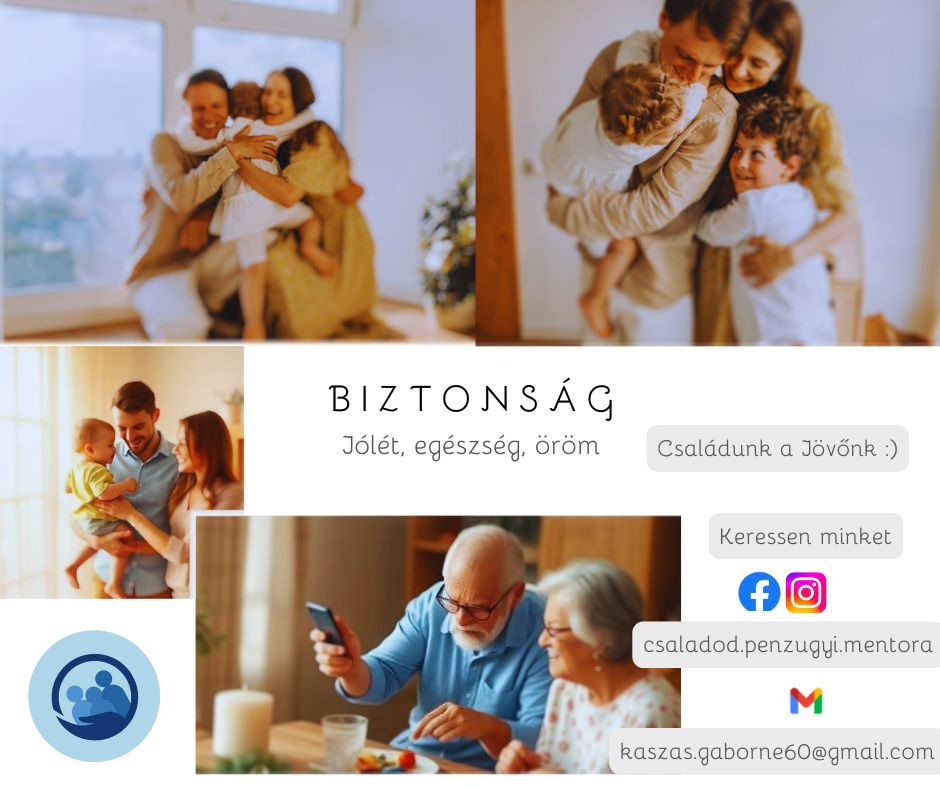 BIZTONSÁG
Jólét, egészség, öröm
Családunk a Jövőnk :)
Keressen minket
csaladod.penzugyi.mentora
kaszas.gaborne60@gmail.com